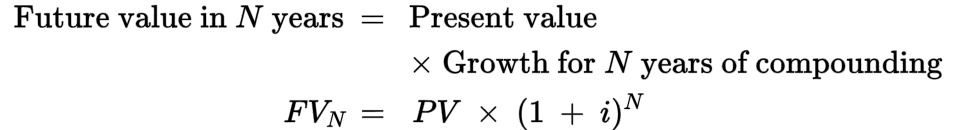 Future value in N years = Present value
× Growth for N years of compounding
FV_N = PV × (1 + i)^N